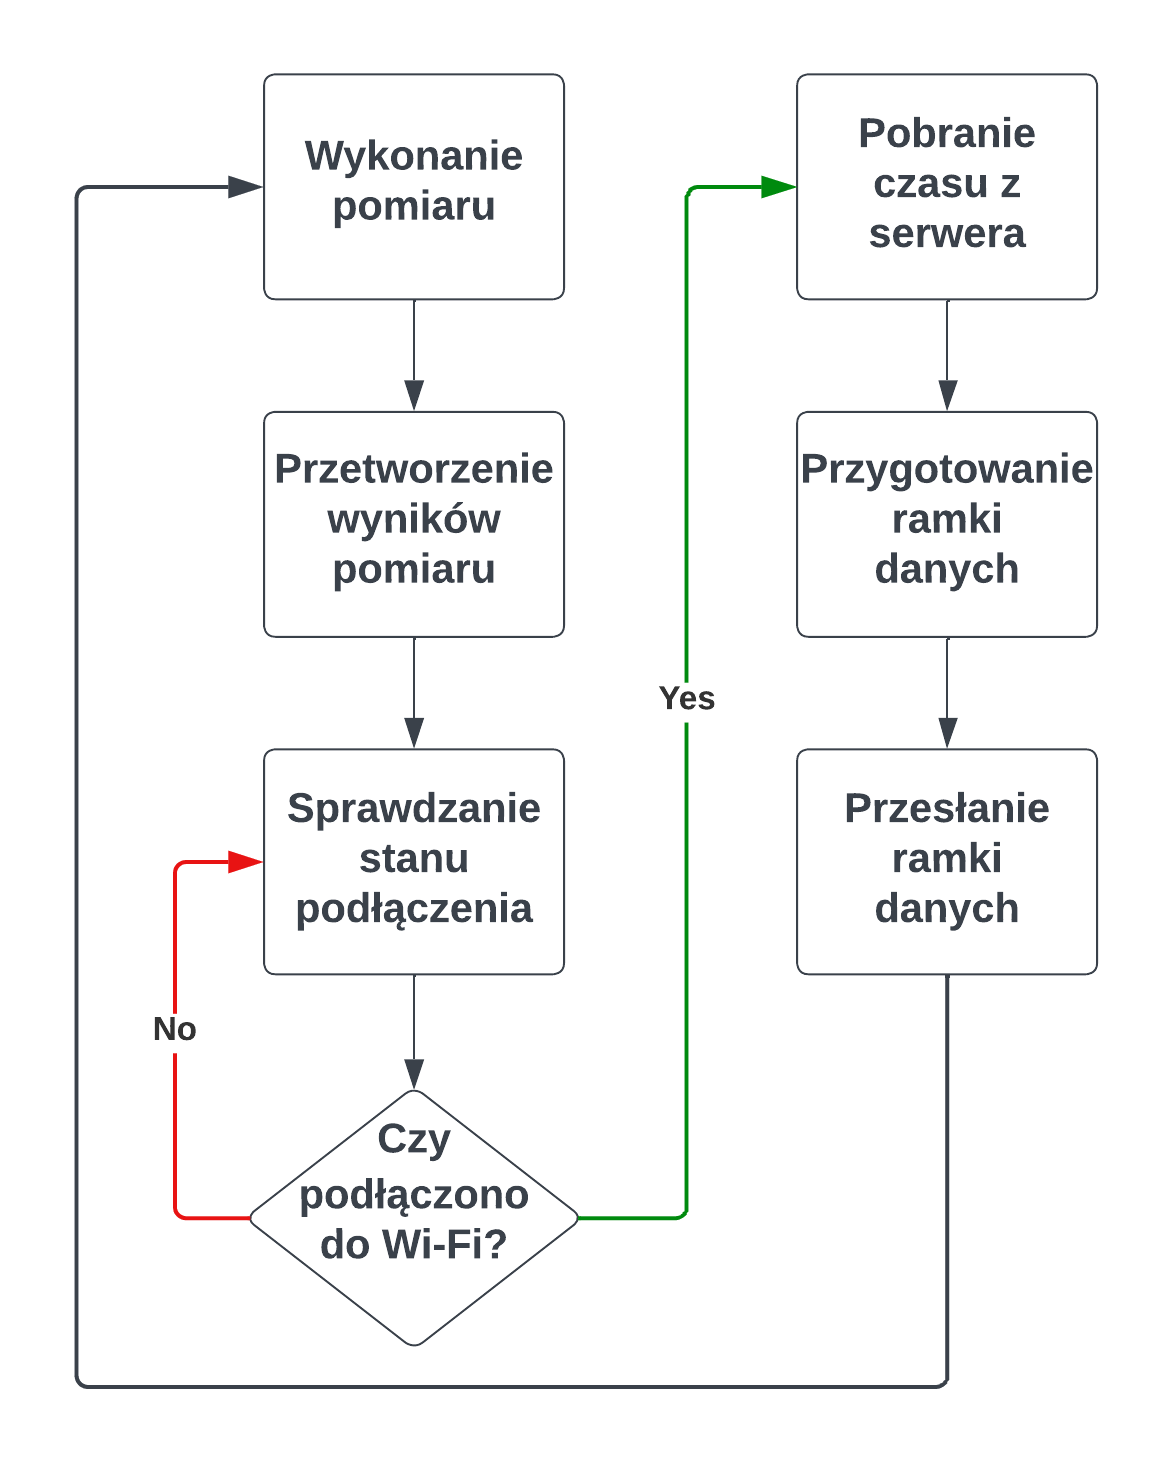 Wykonanie
pomiaru
Przetworzenie
wyników
pomiaru
Sprawdzanie
stanu
podłączenia
No
Czy
podłączono
do Wi-Fi?
Yes
Pobranie
czasu z
serwera
Przygotowanie
ramki
danych
Przesłanie
ramki
danych